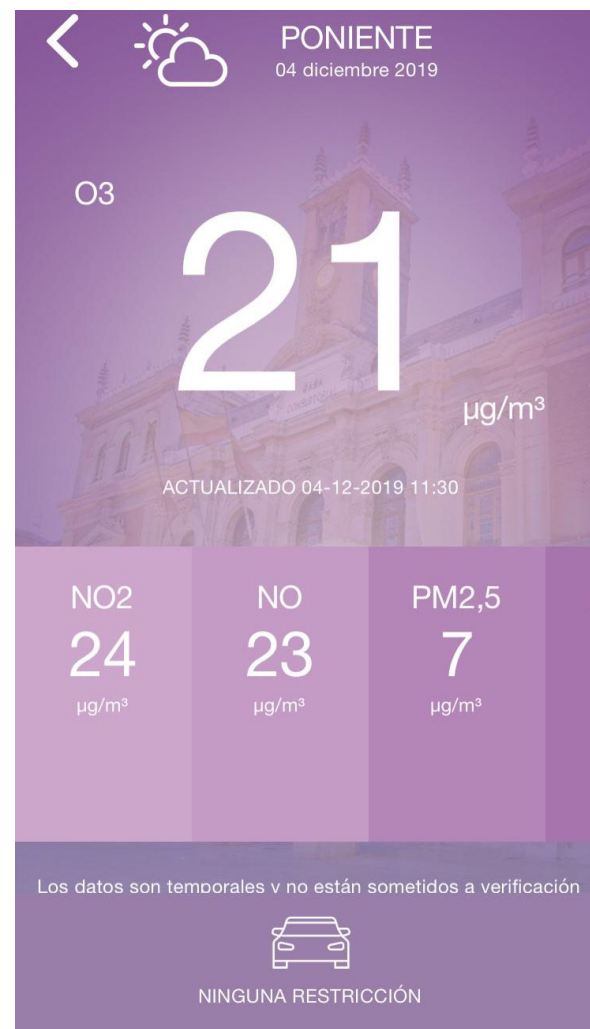 PONIENTE
04 diciembre 2019
O3
21
µg/m³
ACTUALIZADO 04-12-2019 11:30
NO2
24
µg/m³
NO
23
µg/m³
PM2,5
7
µg/m³
Los datos son temporales y no están sometidos a verificación
NINGUNA RESTRICCIÓN